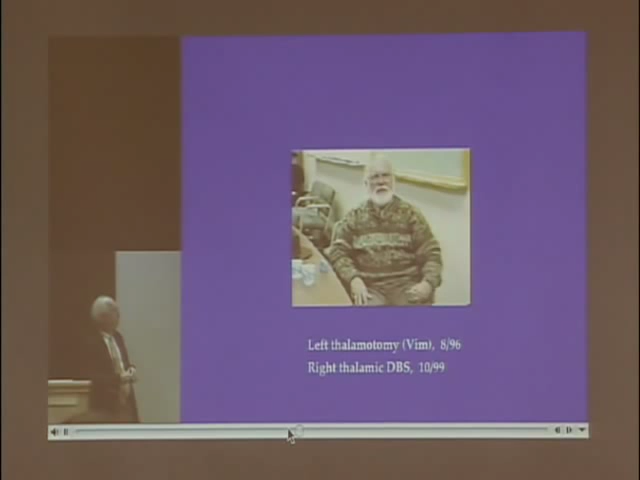 Left thalamotomy (Vim), 8/96
Right thalamic DBS, 10/99